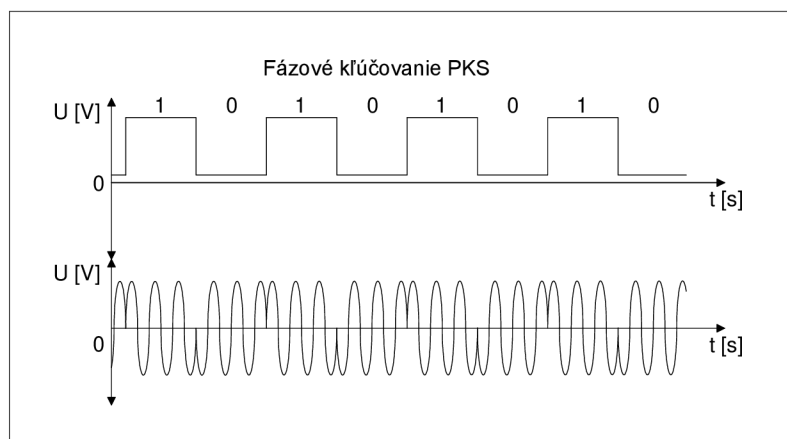 Fázové kľúčovanie PKS
1 0 1 0 1 0 1 0
U [V]
0
t [s]
U [V]
0
t [s]